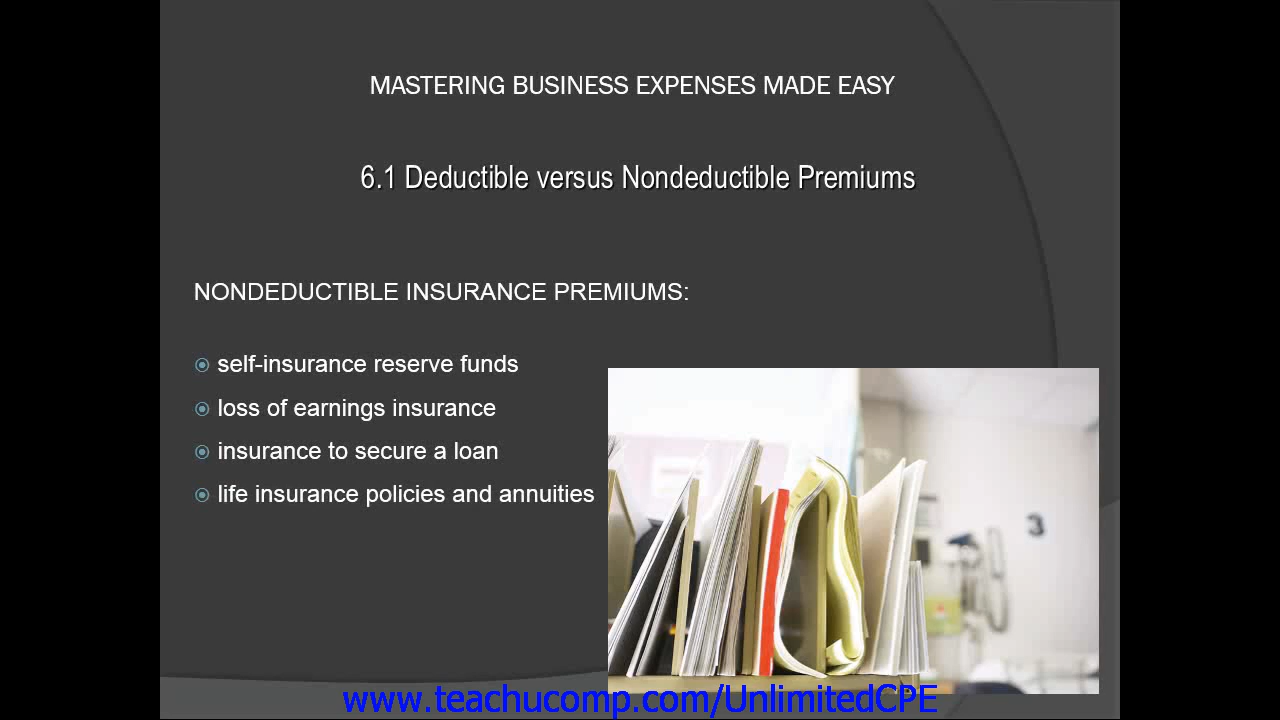 MASTERING BUSINESS EXPENSES MADE EASY
6.1 Deductible versus Nondeductible Premiums
NONDEDUCTIBLE INSURANCE PREMIUMS:
self-insurance reserve funds
loss of earnings insurance
insurance to secure a loan
life insurance policies and annuities
3
www.teachucomp.com/UnlimitedCPE